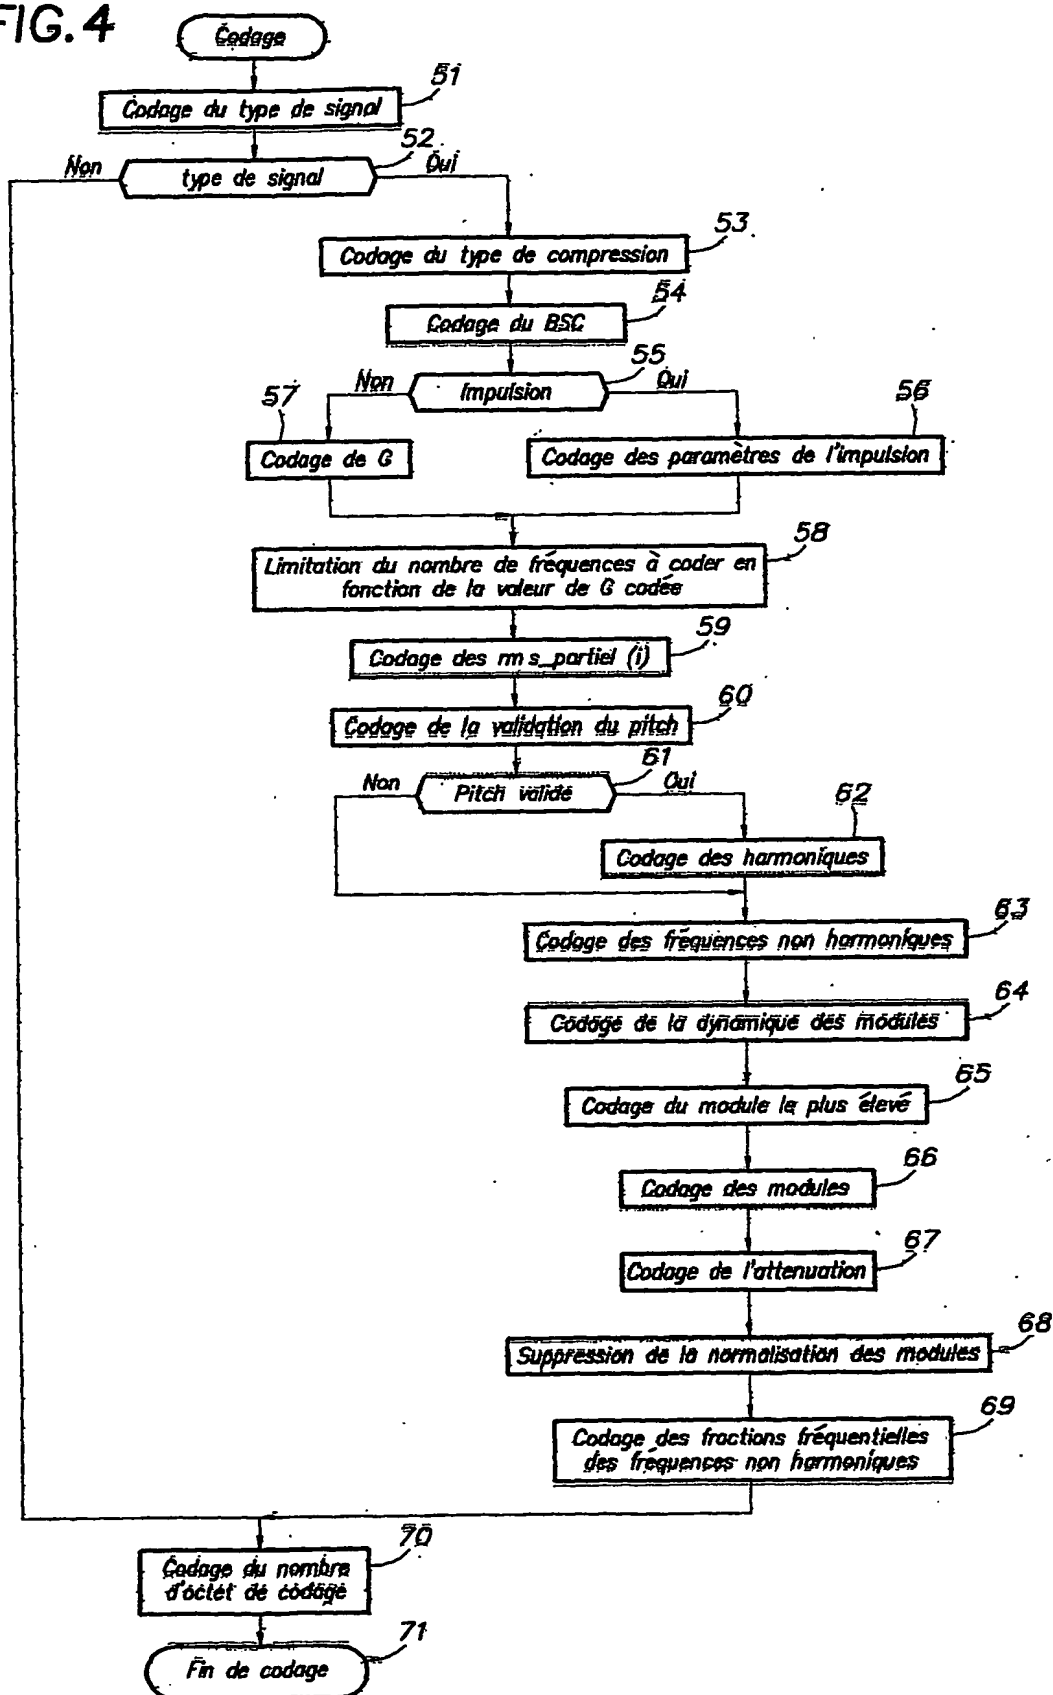 FIG. 4
Codage
51
Codage du type de signal
52
Non
type de signal
Oui
53
Codage du type de compression
54
Codage du BSC
55
Non
Impulsion
Oui
57
56
Codage de G
Codage des paramètres de l'impulsion
58
Limitation du nombre de fréquences à coder en
fonction de la valeur de G codée
59
Codage des rms_partiel (i)
60
Codage de la validation du pitch
61
Non
Pitch validé
Oui
62
Codage des harmoniques
63
Codage des fréquences non harmoniques
64
Codage de la dynamique des modules
65
Codage du module le plus élevé
66
Codage des modules
67
Codage de l'attenuation
68
Suppression de la normalisation des modules
69
Codage des fractions fréquentielles
des fréquences non harmoniques
70
Codage du nombre
d'octet de codage
71
Fin de codage